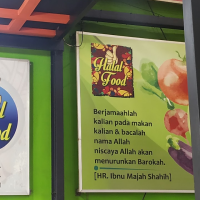 Halal
Food
Berjamaahlah
kalian pada makan
kalian & bacalah
nama Allah
niscaya Allah akan
menurunkan Barokah.
[HR. Ibnu Majah Shahih]